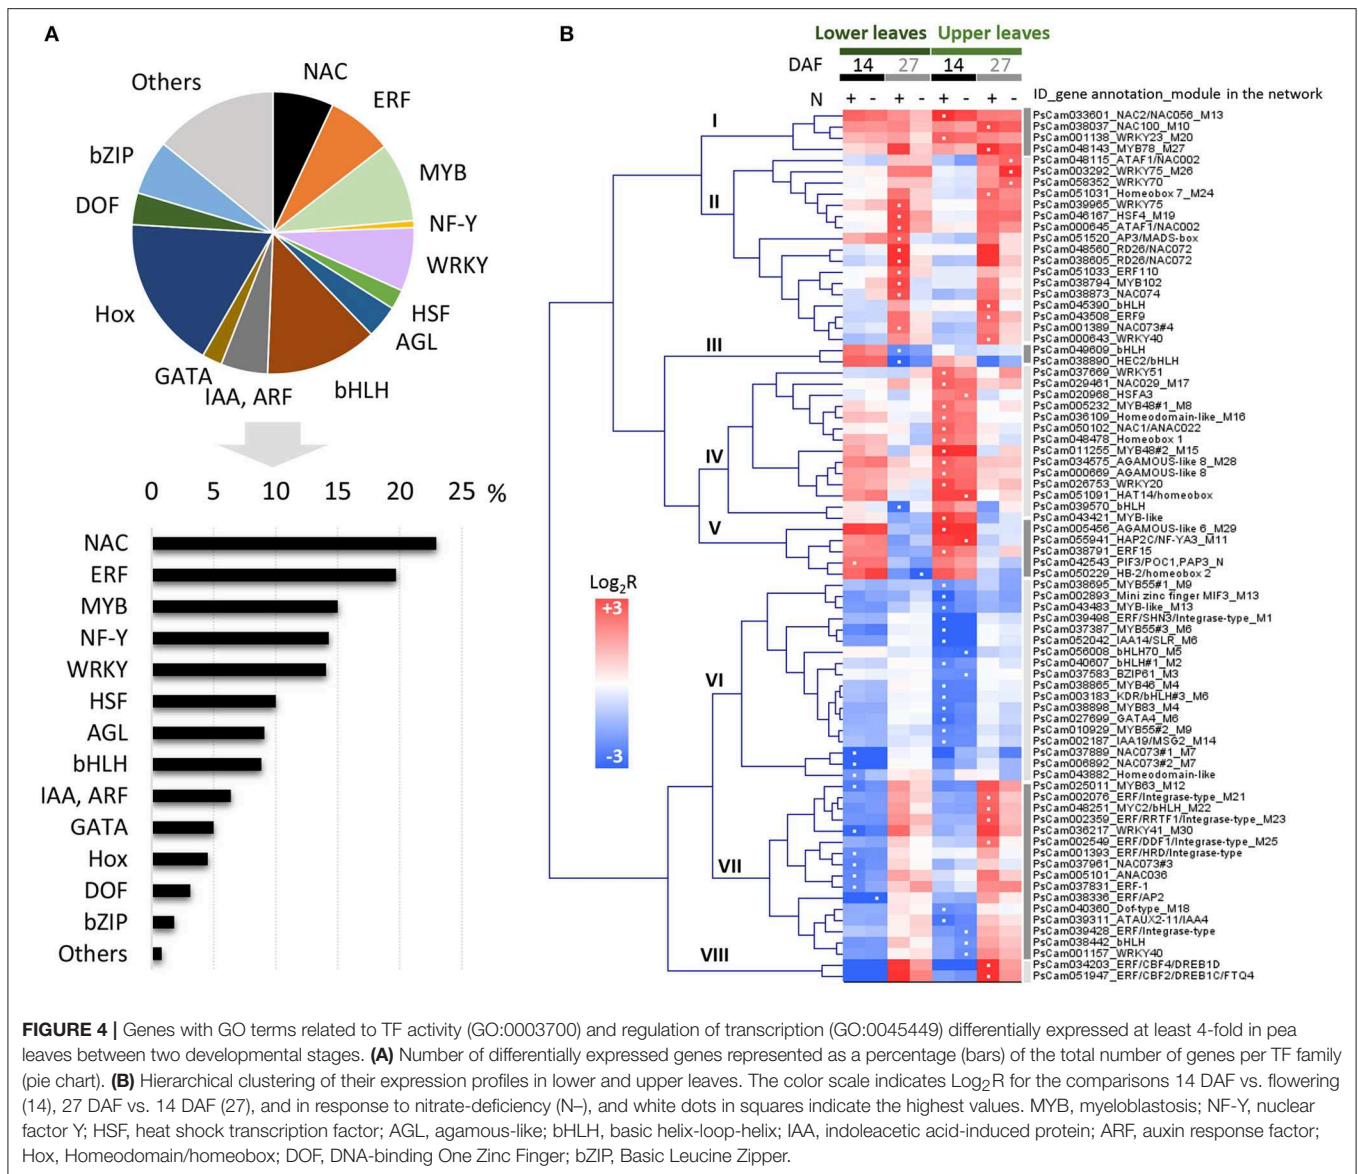 A
Others
NAC
ERF
MYB
NF-Y
WRKY
HSF
AGL
bHLH
IAA, ARF
GATA
Hox
DOF
bZIP
0 5 10 15 20 25 %
NAC
ERF
MYB
NF-Y
WRKY
HSF
AGL
bHLH
IAA, ARF
GATA
Hox
DOF
bZIP
Others
B
Lower leaves Upper leaves
DAF 14 27 14 27
N + - + - + - + -
ID_gene annotation_module in the network
I
II
III
IV
V
VI
VII
VIII
Log2R
+3
-3
PsCam033601_NAC2/NAC056_M13
PsCam038037_NAC100_M10
PsCam001138_WRKY23_M20
PsCam048143_MYB78_M27
PsCam048115_ATAF1/NAC002
PsCam003292_WRKY75_M26
PsCam058352_WRKY70
PsCam051031_Homeobox 7_M24
PsCam039965_WRKY75
PsCam046167_HSF4_M19
PsCam000645_ATAF1/NAC002
PsCam051520_AP3/MADS-box
PsCam048560_RD26/NAC072
PsCam038605_RD26/NAC072
PsCam051033_ERF110
PsCam038794_MYB102
PsCam038873_NAC074
PsCam045390_bHLH
PsCam043508_ERF9
PsCam001389_NAC073#4
PsCam000643_WRKY40
PsCam049609_bHLH
PsCam038890_HEC2/bHLH
PsCam037669_WRKY51
PsCam029461_NAC029_M17
PsCam020968_HSFA3
PsCam005232_MYB48#1_M8
PsCam036109_Homeodomain-like_M16
PsCam050102_NAC1/ANAC022
PsCam048478_Homeobox 1
PsCam011255_MYB48#2_M15
PsCam034575_AGAMOUS-like 8_M28
PsCam000669_AGAMOUS-like 8
PsCam026753_WRKY20
PsCam051091_HAT14/homeobox
PsCam039570_bHLH
PsCam043421_MYB-like
PsCam005456_AGAMOUS-like 6_M29
PsCam055941_HAP2C/NF-YA3_M11
PsCam038791_ERF15
PsCam042543_PIF3/POC1,PAP3_N
PsCam050229_HB-2/homeobox 2
PsCam038695_MYB55#1_M9
PsCam002893_Mini zinc finger MIF3_M13
PsCam043483_MYB-like_M13
PsCam039498_ERF/SHN3/Integrase-type_M1
PsCam037387_MYB55#3_M6
PsCam052042_IAA14/SLR_M6
PsCam056008_bHLH70_M5
PsCam040607_bHLH#1_M2
PsCam037583_BZIP61_M3
PsCam038865_MYB46_M4
PsCam003183_KDR/bHLH#3_M6
PsCam038898_MYB83_M4
PsCam027699_GATA4_M6
PsCam010929_MYB55#2_M9
PsCam002187_IAA19/MSG2_M14
PsCam037889_NAC073#1_M7
PsCam006892_NAC073#2_M7
PsCam043882_Homeodomain-like
PsCam025011_MYB63_M12
PsCam002076_ERF/Integrase-type_M21
PsCam048251_MYC2/bHLH_M22
PsCam002359_ERF/RRTF1/Integrase-type_M23
PsCam036217_WRKY41_M30
PsCam002549_ERF/DDF1/Integrase-type_M25
PsCam001393_ERF/HRD/Integrase-type
PsCam037961_NAC073#3
PsCam005101_ANAC036
PsCam037831_ERF-1
PsCam038336_ERF/AP2
PsCam040360_Dof-type_M18
PsCam039311_ATAUX2-11/IAA4
PsCam039428_ERF/Integrase-type
PsCam038442_bHLH
PsCam001157_WRKY40
PsCam034203_ERF/CBF4/DREB1D
PsCam051947_ERF/CBF2/DREB1C/FTQ4
FIGURE 4 | Genes with GO terms related to TF activity (GO:0003700) and regulation of transcription (GO:0045449) differentially expressed at least 4-fold in pea
leaves between two developmental stages. (A) Number of differentially expressed genes represented as a percentage (bars) of the total number of genes per TF family
(pie chart). (B) Hierarchical clustering of their expression profiles in lower and upper leaves. The color scale indicates Log2R for the comparisons 14 DAF vs. flowering
(14), 27 DAF vs. 14 DAF (27), and in response to nitrate-deficiency (N–), and white dots in squares indicate the highest values. MYB, myeloblastosis; NF-Y, nuclear
factor Y; HSF, heat shock transcription factor; AGL, agamous-like; bHLH, basic helix-loop-helix; IAA, indoleacetic acid-induced protein; ARF, auxin response factor;
Hox, Homeodomain/homeobox; DOF, DNA-binding One Zinc Finger; bZIP, Basic Leucine Zipper.